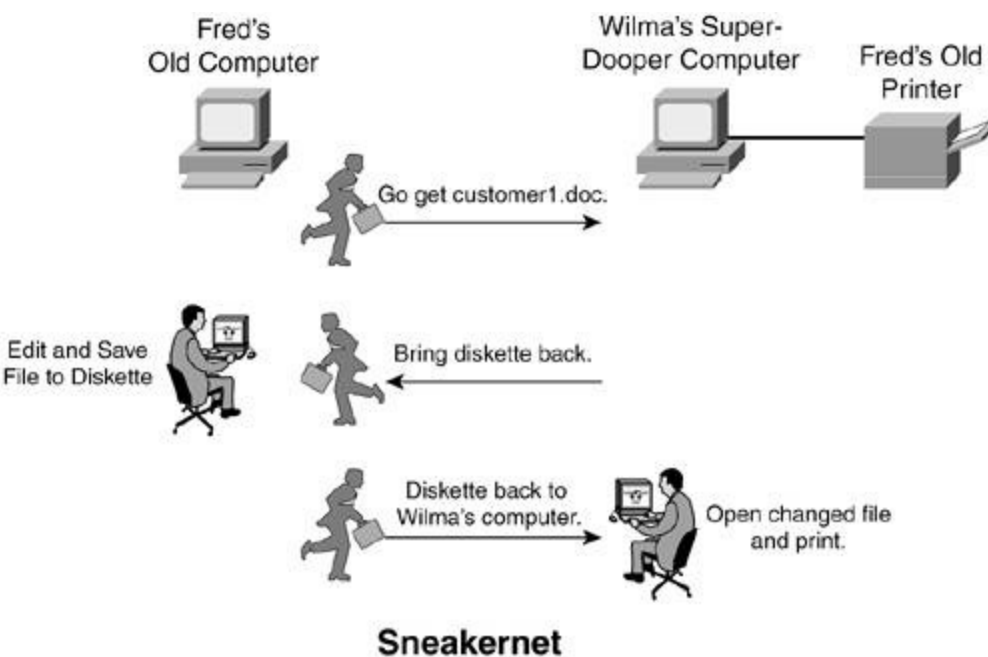 Fred's
Old Computer
Wilma's Super-
Dooper Computer
Fred's Old
Printer
Go get customer1.doc.
Edit and Save
File to Diskette
Bring diskette back.
Diskette back to
Wilma's computer.
Open changed file
and print.
Sneakernet